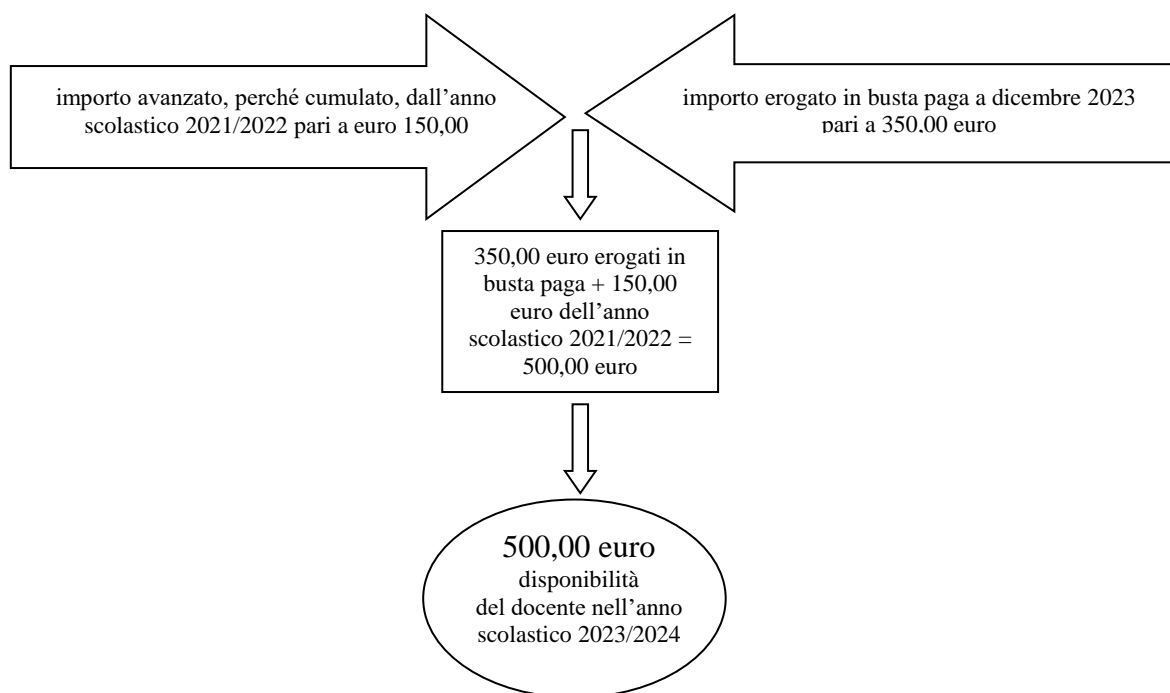 importo avanzato, perché cumulato, dall’anno
scolastico 2021/2022 pari a euro 150,00
importo erogato in busta paga a dicembre 2023
pari a 350,00 euro
350,00 euro erogati in
busta paga + 150,00
euro dell’anno
scolastico 2021/2022 =
500,00 euro
500,00 euro
disponibilità
del docente nell’anno
scolastico 2023/2024